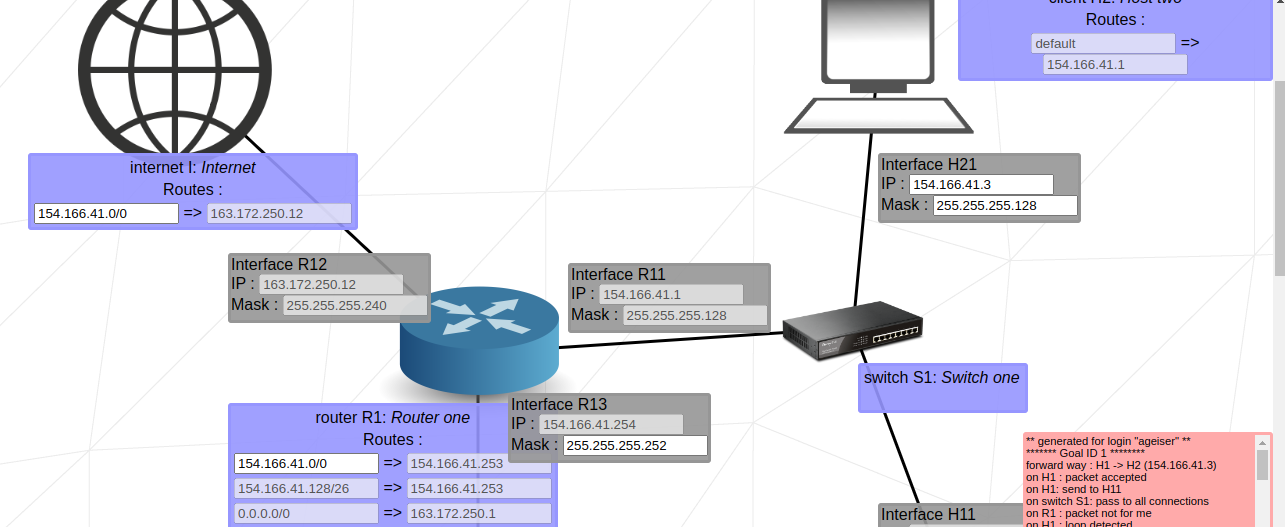 client H2: Host two
Routes :
default =>
154.166.41.1
internet I: Internet
Routes :
154.166.41.0/0 => 163.172.250.12
Interface H21
IP : 154.166.41.3
Mask : 255.255.255.128
Interface R12
IP : 163.172.250.12
Mask : 255.255.255.240
Interface R11
IP : 154.166.41.1
Mask : 255.255.255.128
switch S1: Switch one
Interface R13
IP : 154.166.41.254
Mask : 255.255.255.252
router R1: Router one
Routes :
154.166.41.0/0 => 154.166.41.253
154.166.41.128/26 => 154.166.41.253
0.0.0.0/0 => 163.172.250.1
** generated for login "ageiser" **
******* Goal ID 1 ********
forward way : H1 -> H2 (154.166.41.3)
on H1 : packet accepted
on H1: send to H11
on switch S1: pass to all connections
on R1 : packet not for me
on H1 : loop detected
Interface H11